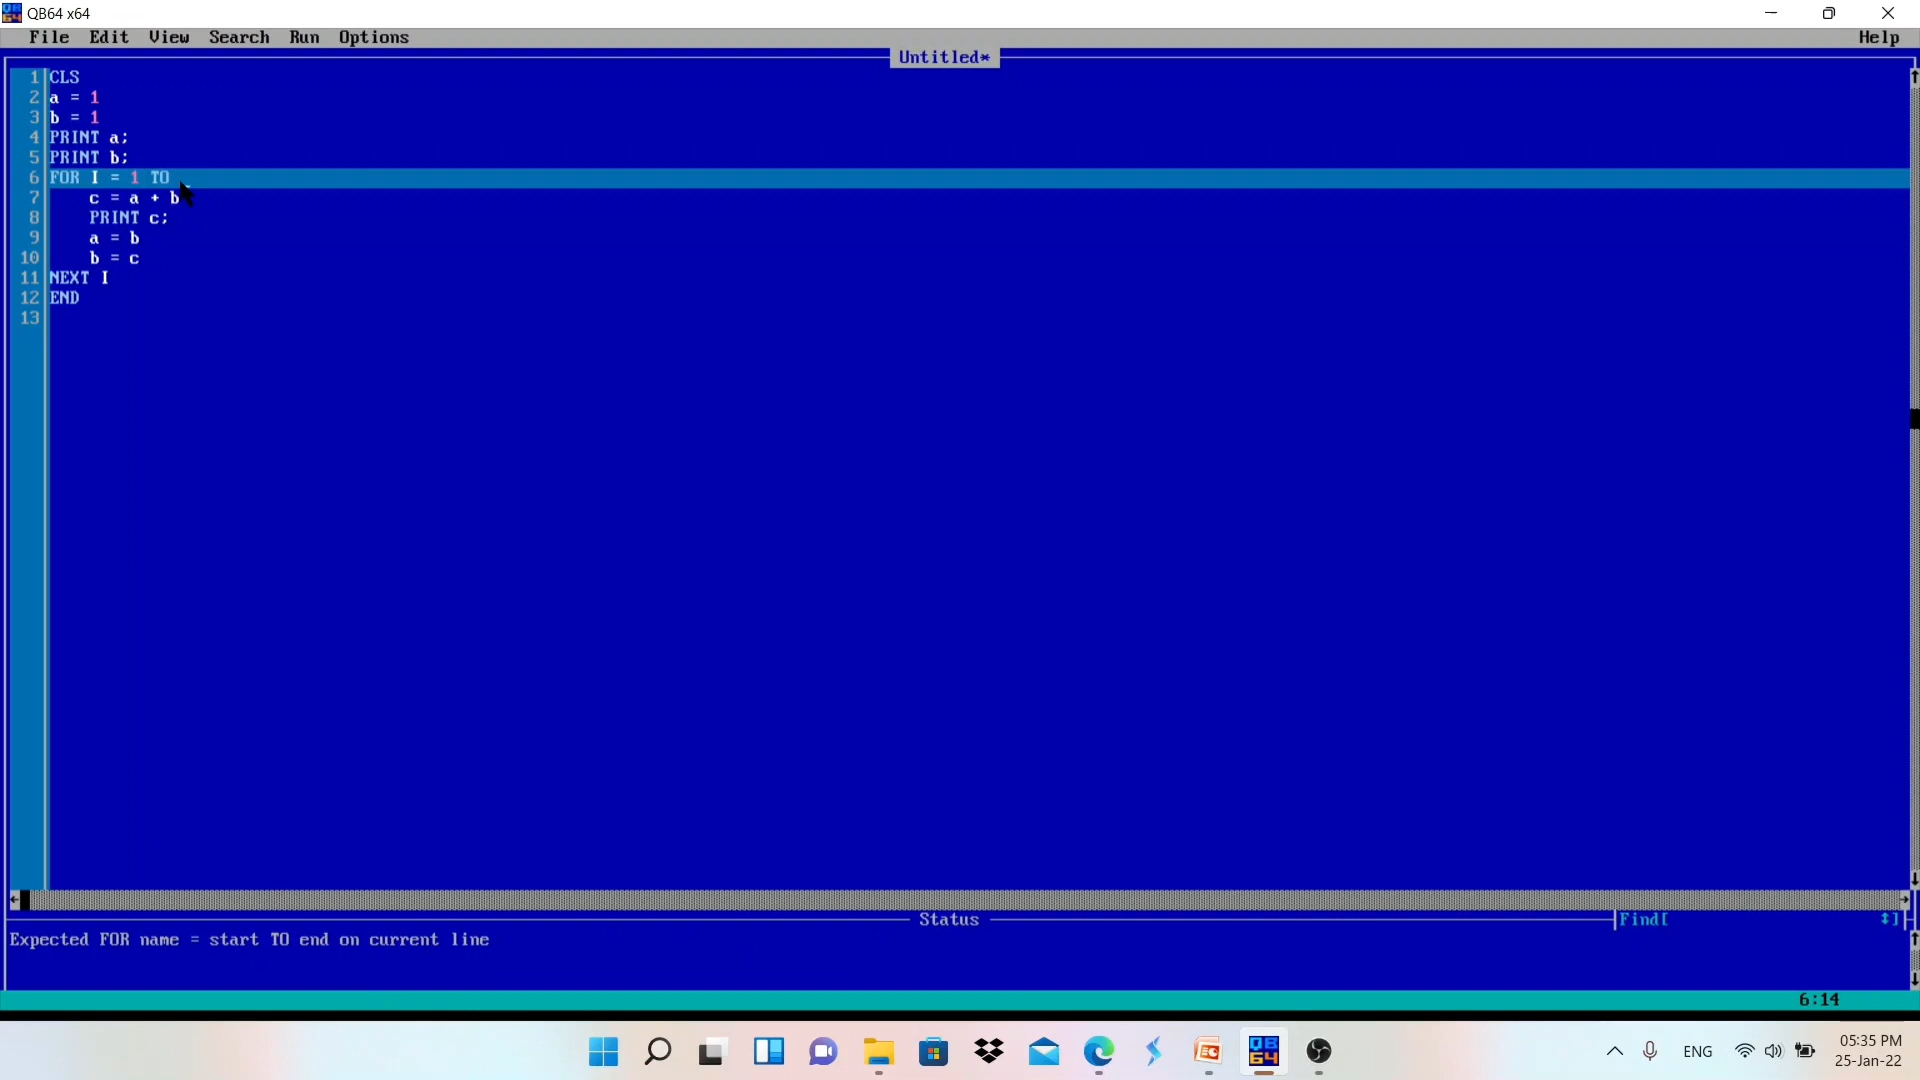 QB64 x64
File Edit View Search Run Options Help
Untitled*
1 CLS
2 a = 1
3 b = 1
4 PRINT a;
5 PRINT b;
6 FOR I = 1 TO
7 c = a + b
8 PRINT c;
9 a = b
10 b = c
11 NEXT I
12 END
13
Status
Find[ ]
Expected FOR name = start TO end on current line
6:14
ENG
05:35 PM
25-Jan-22